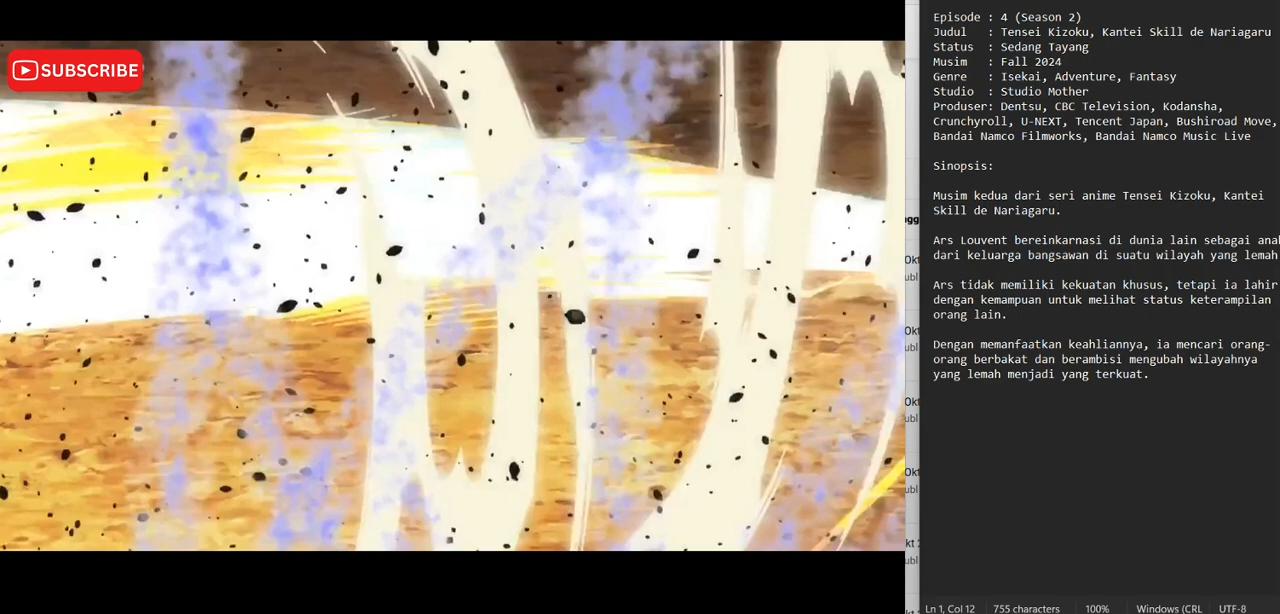 SUBSCRIBE
Episode : 4 (Season 2)
Judul   : Tensei Kizoku, Kantei Skill de Nariagaru
Status  : Sedang Tayang
Musim   : Fall 2024
Genre   : Isekai, Adventure, Fantasy
Studio  : Studio Mother
Produser: Dentsu, CBC Television, Kodansha,
Crunchyroll, U-NEXT, Tencent Japan, Bushiroad Move,
Bandai Namco Filmworks, Bandai Namco Music Live
Sinopsis:
Musim kedua dari seri anime Tensei Kizoku, Kantei
Skill de Nariagaru.
Ars Louvent bereinkarnasi di dunia lain sebagai
dari keluarga bangsawan di suatu wilayah yang lemah
Ars tidak memiliki kekuatan khusus, tetapi ia lahir
dengan kemampuan untuk melihat status keterampilan
orang lain.
Dengan memanfaatkan keahliannya, ia mencari orang-
orang berbakat dan berambisi mengubah wilayahnya
yang lemah menjadi yang terkuat.
Ln 1, Col 12 755 characters 100% Windows (CRL UTF-8